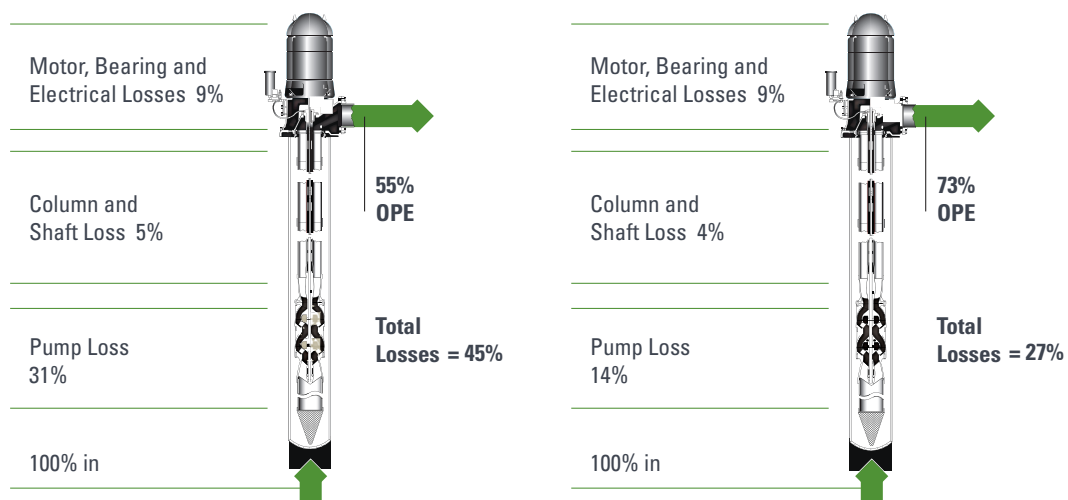 Motor, Bearing and
Electrical Losses 9%
55%
OPE
Column and
Shaft Loss 5%
Total
Losses = 45%
Pump Loss
31%
100% in
Motor, Bearing and
Electrical Losses 9%
73%
OPE
Column and
Shaft Loss 4%
Total
Losses = 27%
Pump Loss
14%
100% in